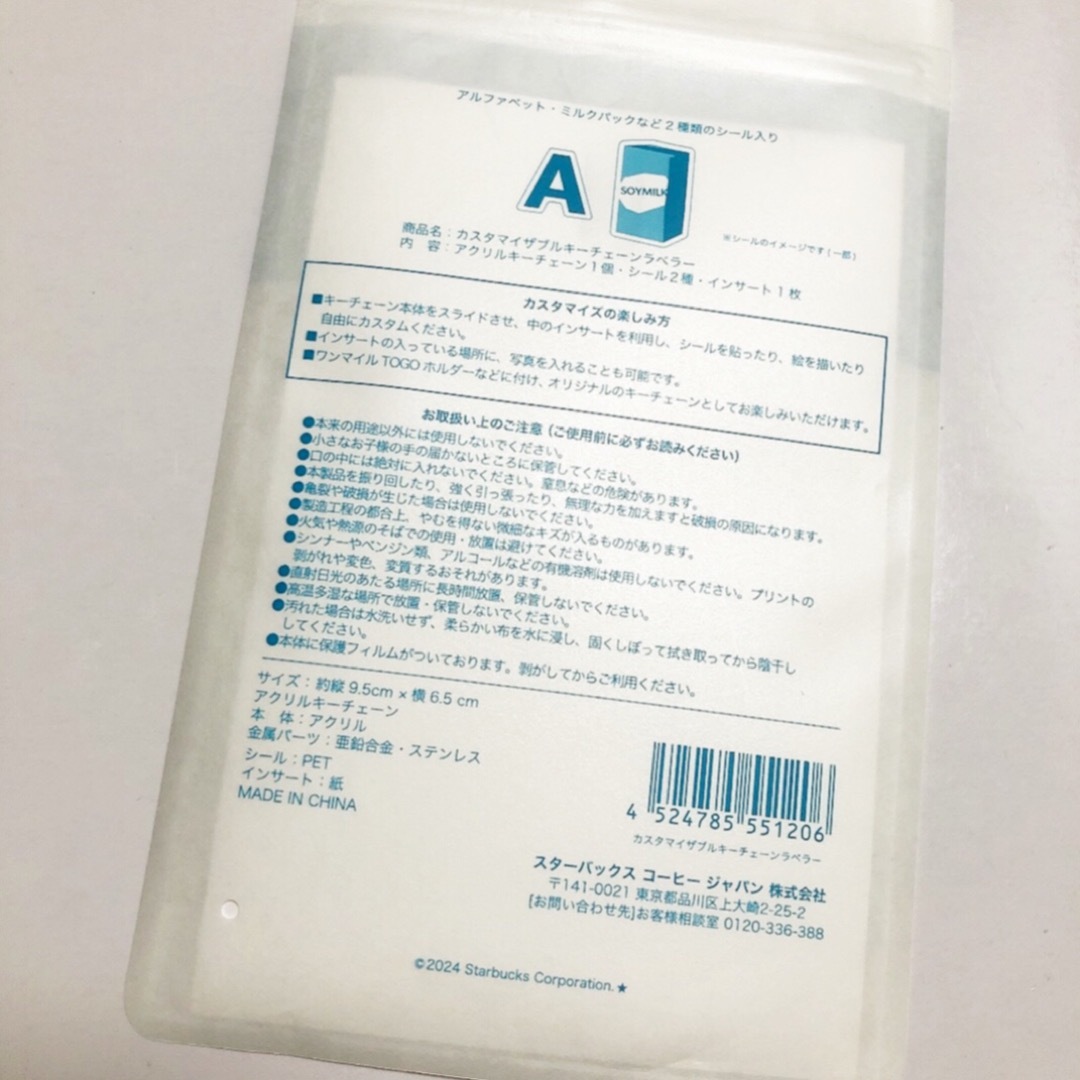 アルファベット・ミルクパックなど2種類のシール入り
A
SOYMILK
※シールのイメージです(一部)
商品名：カスタマイザブルキーチェーンラベラー
内　容：アクリルキーチェーン1個・シール2種・インサート1枚
カスタマイズの楽しみ方
■キーチェーン本体をスライドさせ、中のインサートを利用し、シールを貼ったり、絵を描いたり
自由にカスタムください。
■インサートの入っている場所に、写真を入れることも可能です。
■ワンマイルTOGOホルダーなどに付け、オリジナルのキーチェーンとしてお楽しみいただけます。
お取扱い上のご注意（ご使用前に必ずお読みください）
●本来の用途以外には使用しないでください。
●小さなお子様の手の届かないところに保管してください。
●口の中には絶対に入れないでください。窒息などの危険があります。
●本製品を振り回したり、強く引っ張ったり、無理な力を加えますと破損の原因になります。
●亀裂や破損が生じた場合は使用しないでください。
●製造工程の都合上、やむを得ない微細なキズが入るものがあります。
●火気や熱源のそばでの使用・放置は避けてください。
●シンナーやベンジン類、アルコールなどの有機溶剤は使用しないでください。プリントの
剥がれや変色、変質するおそれがあります。
●直射日光のあたる場所に長時間放置、保管しないでください。
●高温多湿な場所で放置・保管しないでください。
●汚れた場合は水洗いせず、柔らかい布を水に浸し、固くしぼって拭き取ってから陰干し
してください。
●本体に保護フィルムがついております。剥がしてからご利用ください。
サイズ：約縦 9.5cm × 横 6.5 cm
アクリルキーチェーン
本　体：アクリル
金属パーツ：亜鉛合金・ステンレス
シール：PET
インサート：紙
MADE IN CHINA
4 524785 551206
カスタマイザブルキーチェーンラベラー
スターバックス コーヒー ジャパン 株式会社
〒141-0021 東京都品川区上大崎2-25-2
[お問い合わせ先]お客様相談室 0120-336-388
©2024 Starbucks Corporation.★